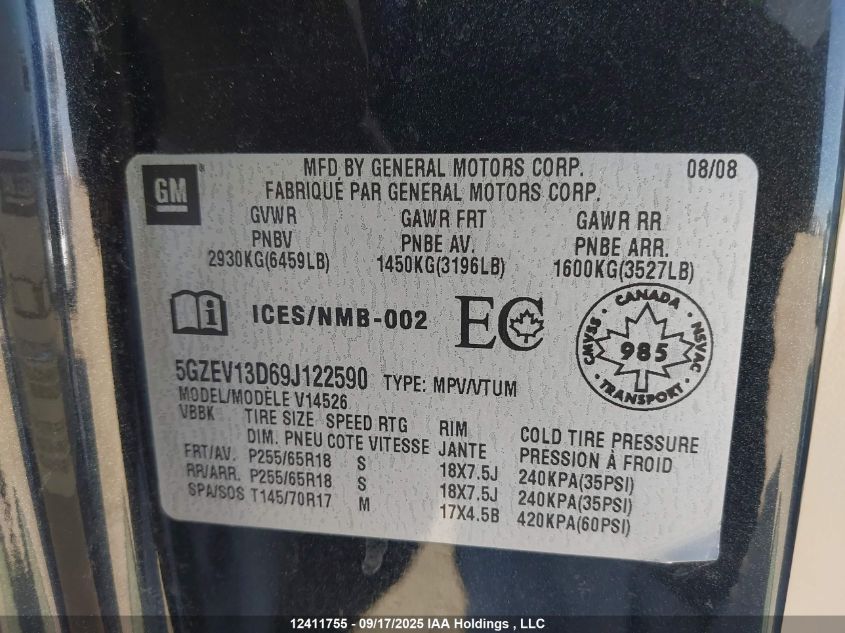 GM
MFD BY GENERAL MOTORS CORP. 08/08
FABRIQUÉ PAR GENERAL MOTORS CORP.
GVWR GAWR FRT GAWR RR
PNBV PNBE AV. PNBE ARR.
2930KG(6459LB) 1450KG(3196LB) 1600KG(3527LB)
i ICES/NMB-002 EC
CANADA
CMVSS 985 NSVAC
TRANSPORT
5GZEV13D69J122590 TYPE: MPV/VTUM
MODEL/MODÈLE V14526
VBBK TIRE SIZE SPEED RTG RIM COLD TIRE PRESSURE
DIM. PNEU COTE VITESSE JANTE PRESSION À FROID
FRT/AV. P255/65R18 S 18X7.5J 240KPA(35PSI)
RR/ARR. P255/65R18 S 18X7.5J 240KPA(35PSI)
SPA/SOS T145/70R17 M 17X4.5B 420KPA(60PSI)
12411755 - 09/17/2025 IAA Holdings , LLC